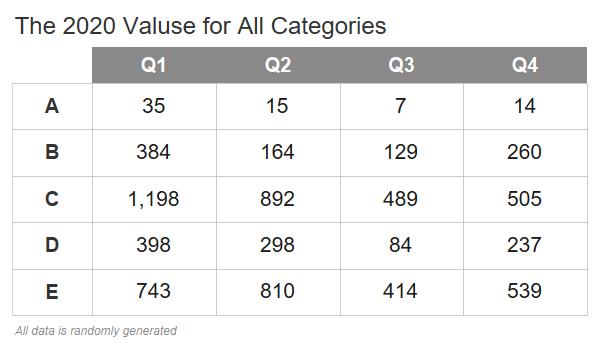 The 2020 Valuse for All Categories
Q1 Q2 Q3 Q4
A 35 15 7 14
B 384 164 129 260
C 1,198 892 489 505
D 398 298 84 237
E 743 810 414 539
All data is randomly generated